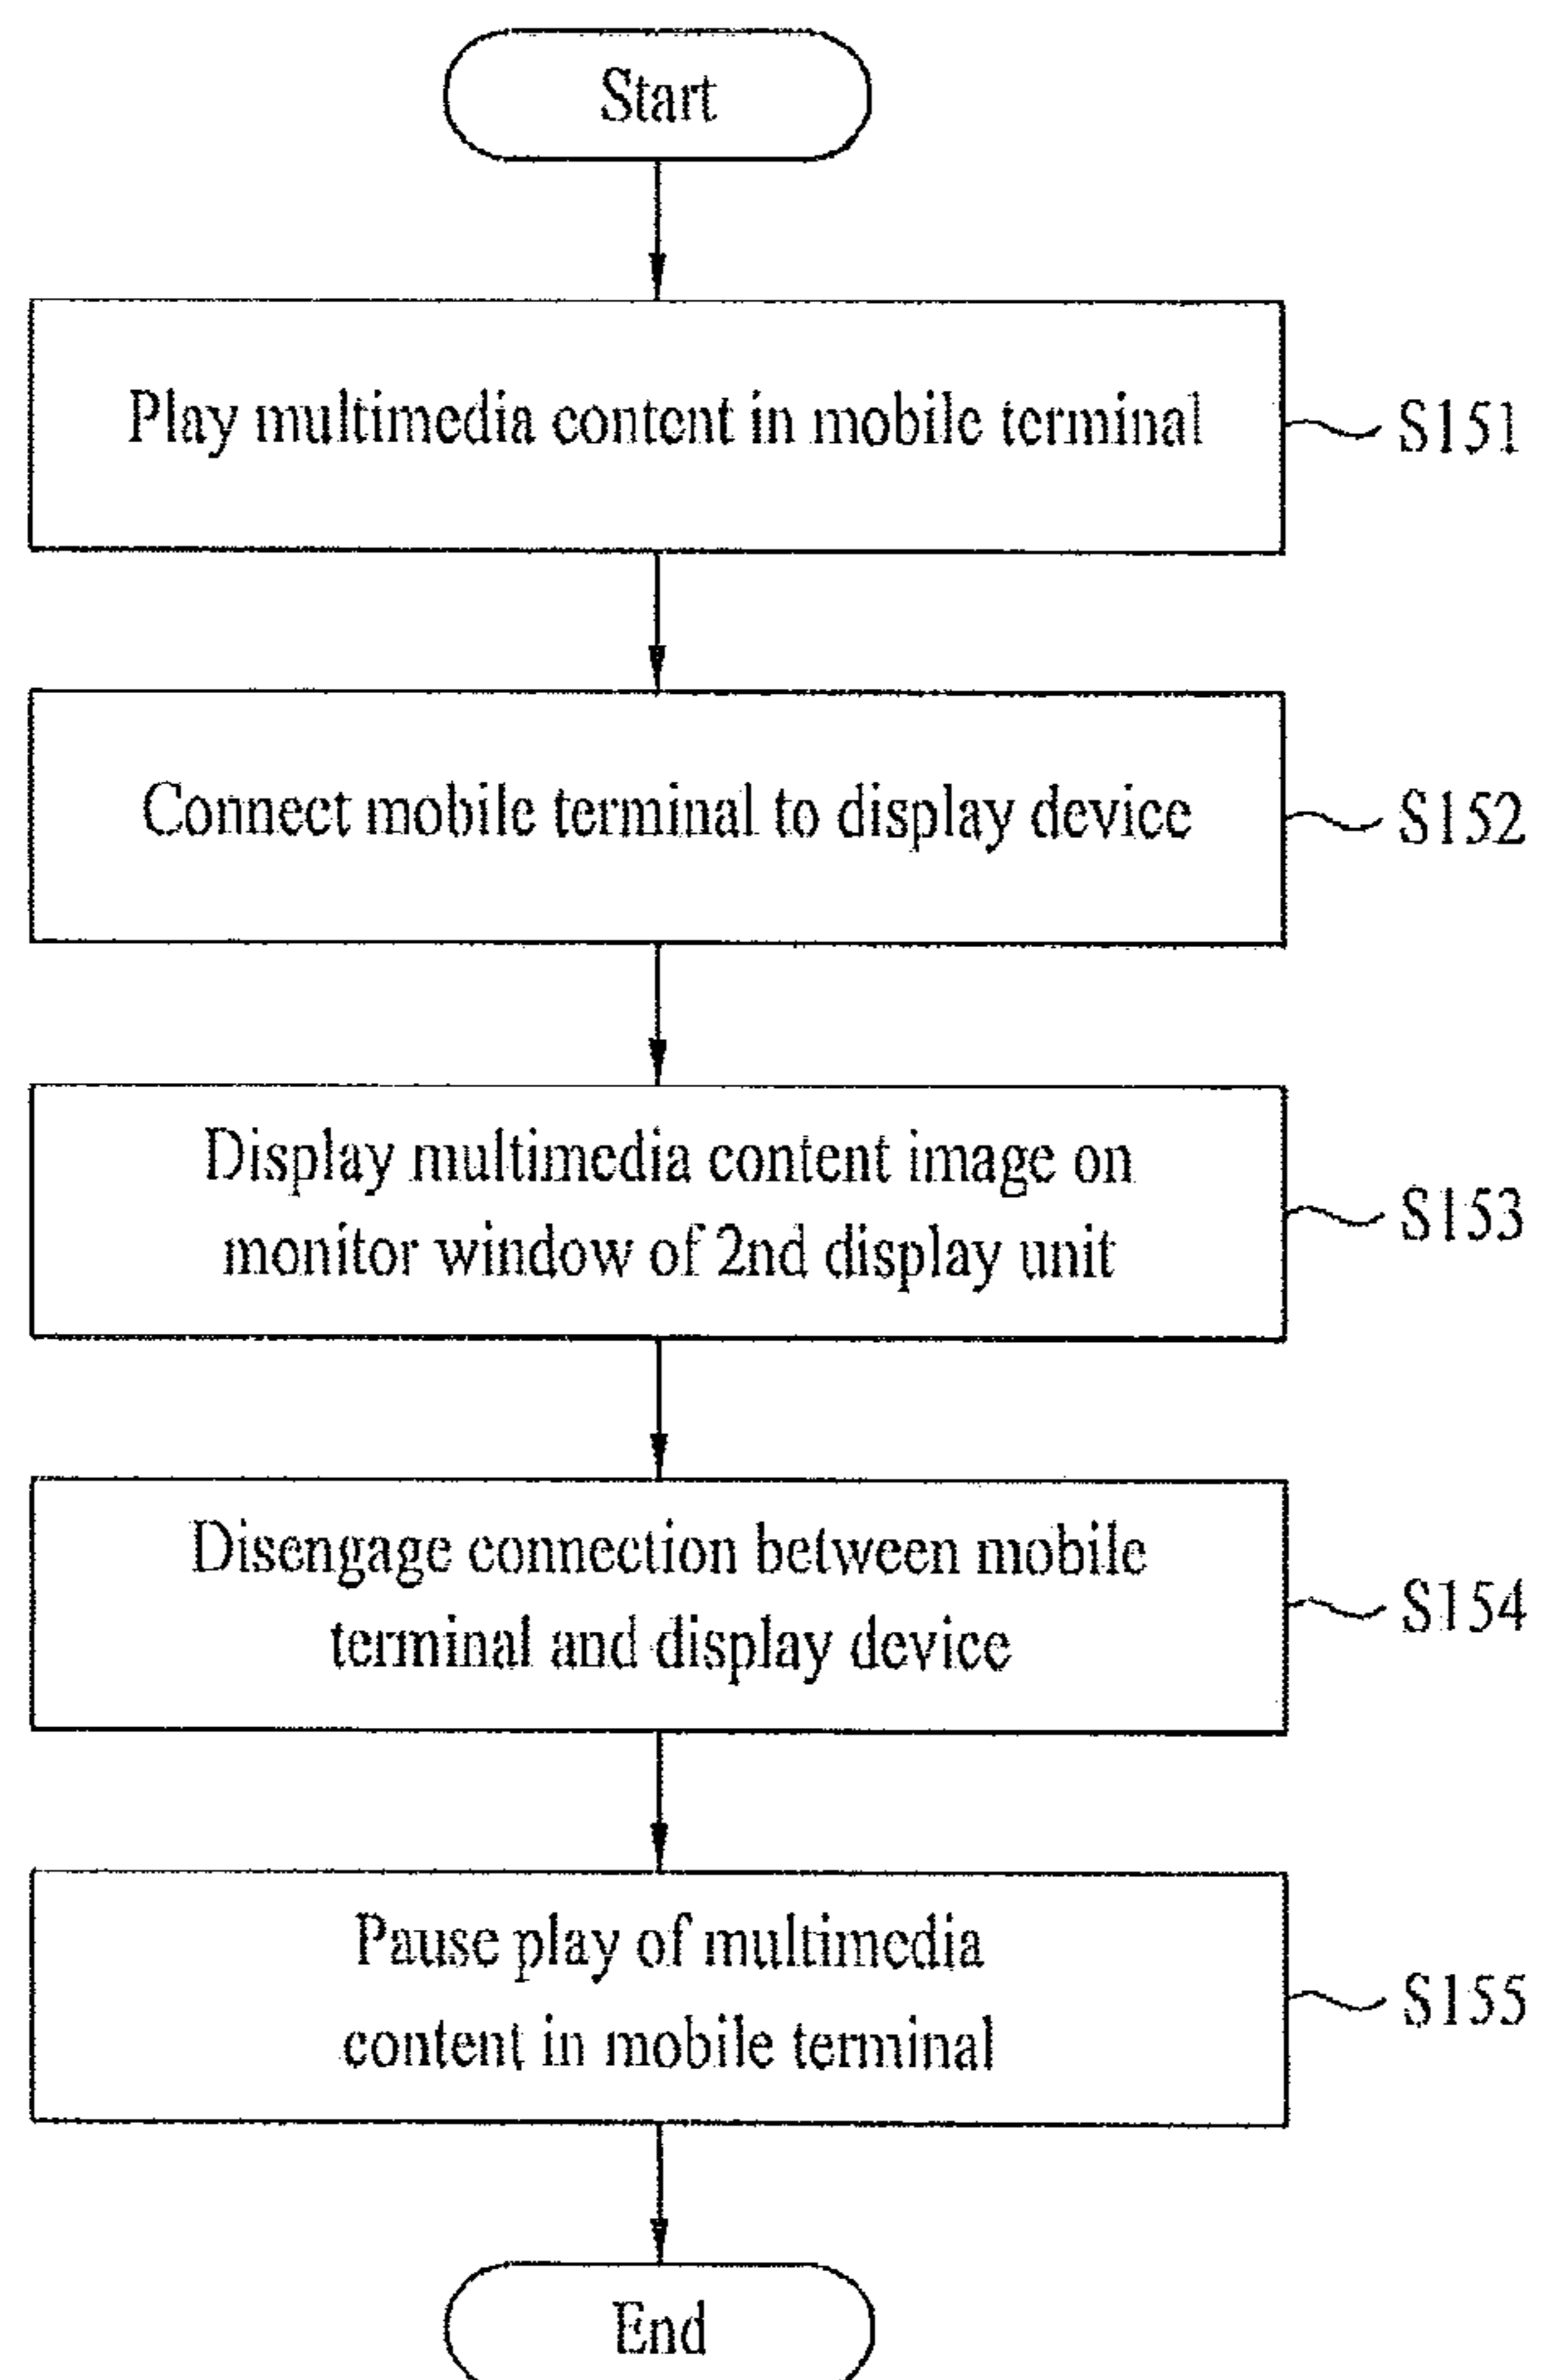 Start
Play multimedia content in mobile terminal
S151
Connect mobile terminal to display device
S152
Display multimedia content image on
monitor window of 2nd display unit
S153
Disengage connection between mobile
terminal and display device
S154
Pause play of multimedia
content in mobile terminal
S155
End